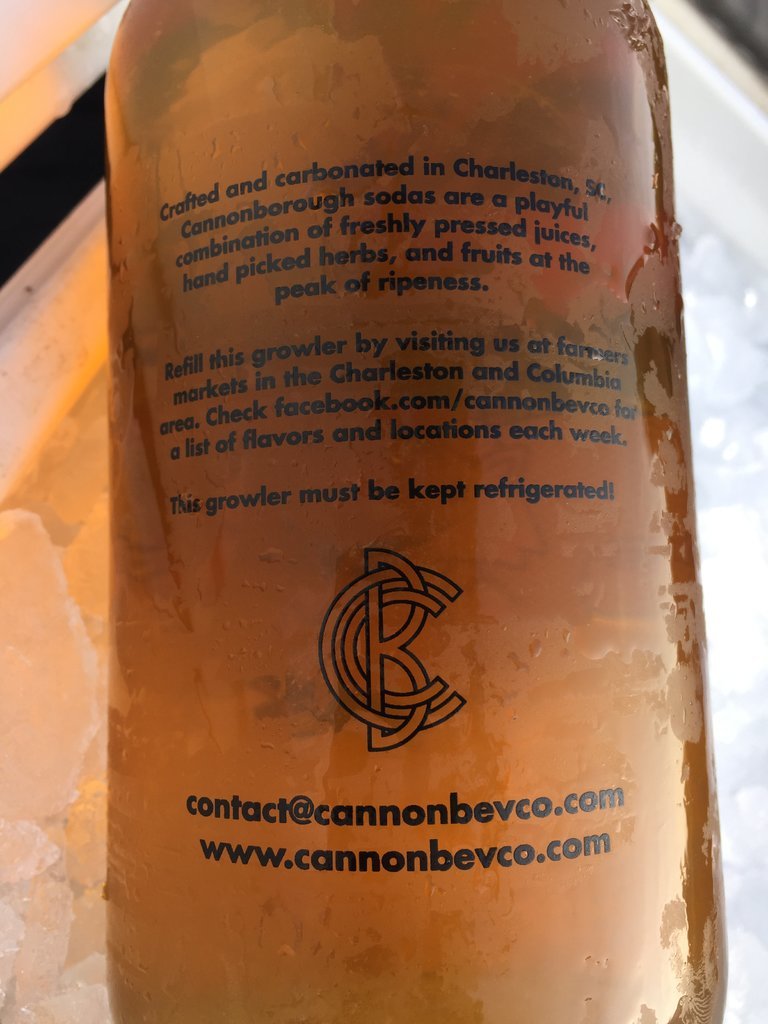 Crafted and carbonated in Charleston, SC,
Cannonborough sodas are a playful
combination of freshly pressed juices,
hand picked herbs, and fruits at the
peak of ripeness.
Refill this growler by visiting us at farmers
markets in the Charleston and Columbia
area. Check facebook.com/cannonbevco for
a list of flavors and locations each week.
This growler must be kept refrigerated!
CBC
contact@cannonbevco.com
www.cannonbevco.com